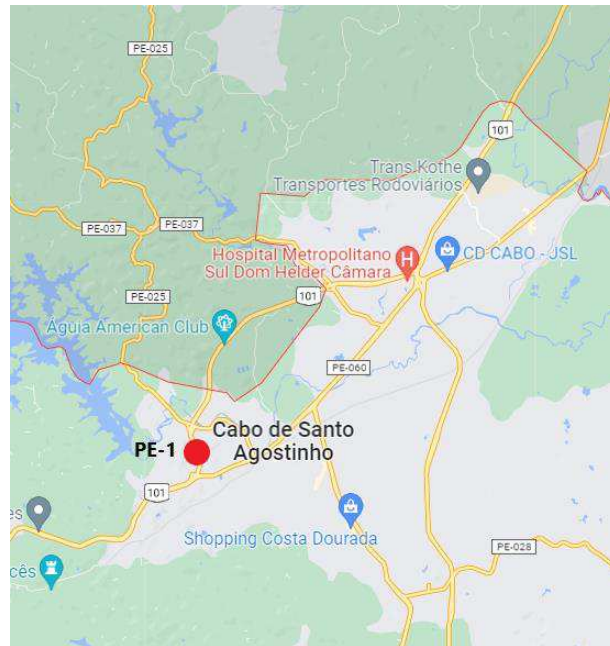 PE-025
101
Trans Kothe
Transportes Rodoviários
PE-037
PE-037
Hospital Metropolitano
Sul Dom Helder Câmara
H
CD CABO - JSL
PE-025
101
Águia American Club
PE-060
Cabo de Santo
Agostinho
PE-1
101
es
Shopping Costa Dourada
PE-028
cês